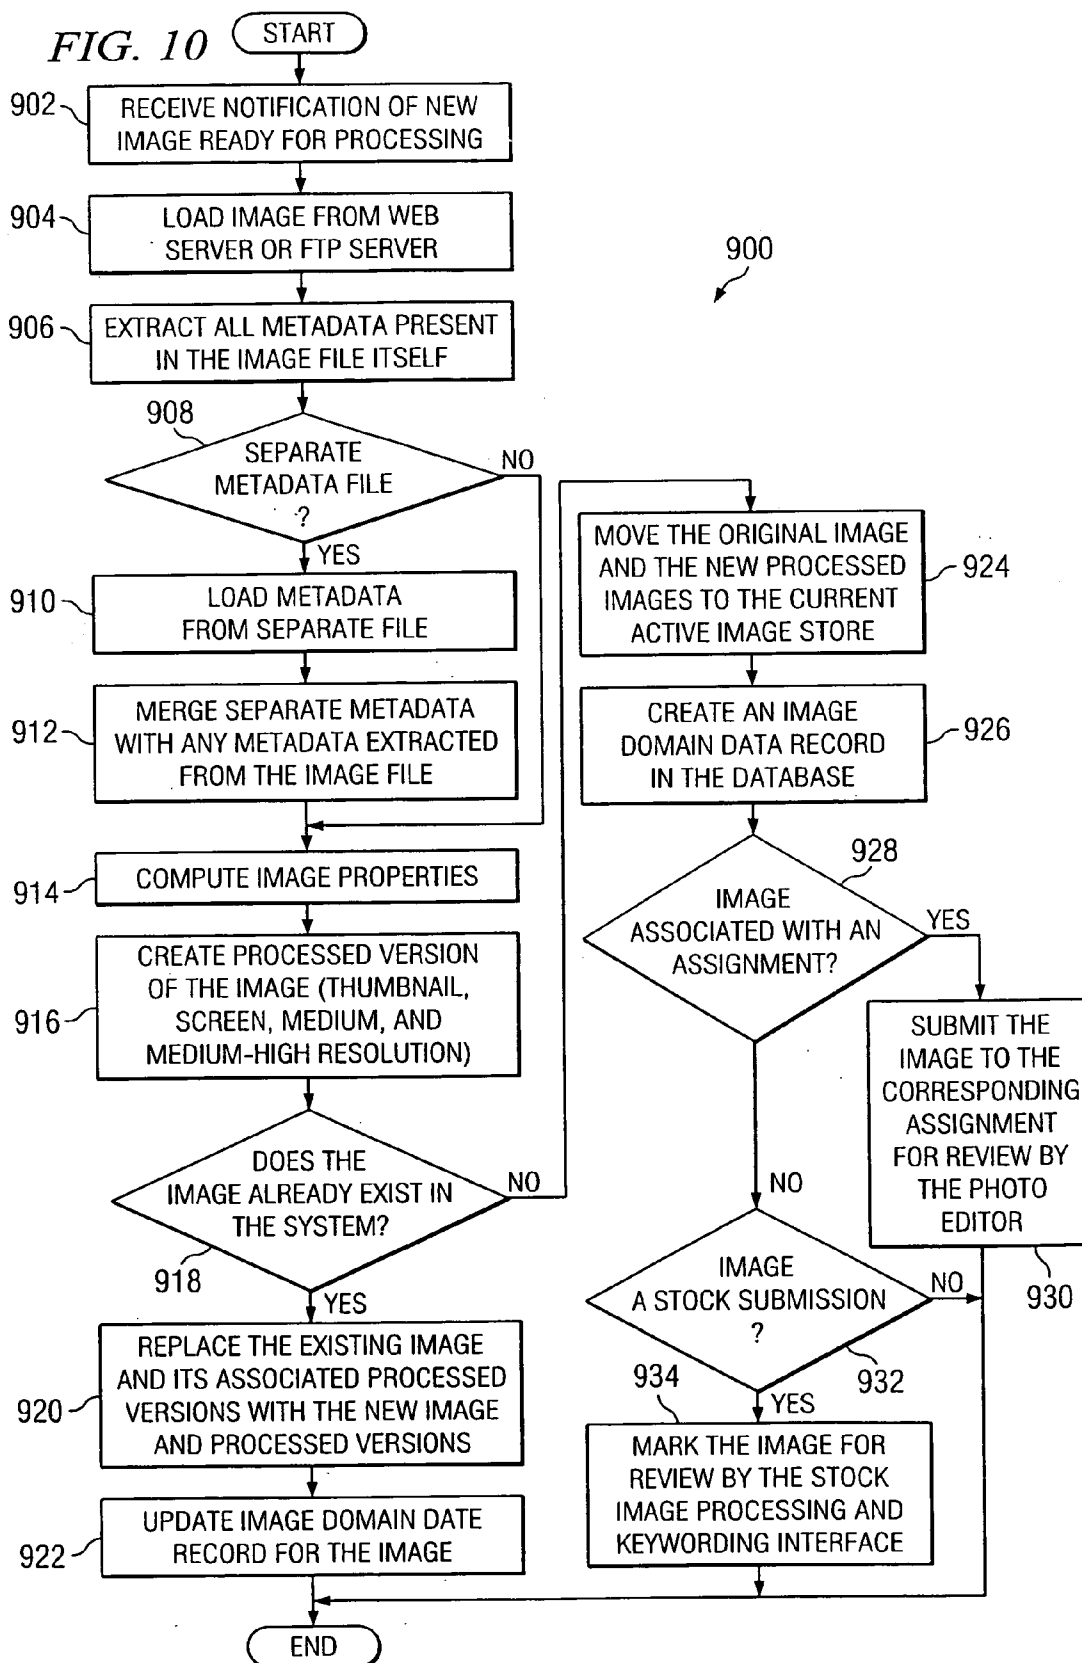 FIG. 10
START
902
RECEIVE NOTIFICATION OF NEW
IMAGE READY FOR PROCESSING
904
LOAD IMAGE FROM WEB
SERVER OR FTP SERVER
900
906
EXTRACT ALL METADATA PRESENT
IN THE IMAGE FILE ITSELF
908
SEPARATE
METADATA FILE
?
NO
YES
910
LOAD METADATA
FROM SEPARATE FILE
912
MERGE SEPARATE METADATA
WITH ANY METADATA EXTRACTED
FROM THE IMAGE FILE
914
COMPUTE IMAGE PROPERTIES
916
CREATE PROCESSED VERSION
OF THE IMAGE (THUMBNAIL,
SCREEN, MEDIUM, AND
MEDIUM-HIGH RESOLUTION)
DOES THE
IMAGE ALREADY EXIST IN
THE SYSTEM?
NO
918
YES
920
REPLACE THE EXISTING IMAGE
AND ITS ASSOCIATED PROCESSED
VERSIONS WITH THE NEW IMAGE
AND PROCESSED VERSIONS
922
UPDATE IMAGE DOMAIN DATE
RECORD FOR THE IMAGE
END
MOVE THE ORIGINAL IMAGE
AND THE NEW PROCESSED
IMAGES TO THE CURRENT
ACTIVE IMAGE STORE
924
CREATE AN IMAGE
DOMAIN DATA RECORD
IN THE DATABASE
926
928
IMAGE
ASSOCIATED WITH AN
ASSIGNMENT?
YES
SUBMIT THE
IMAGE TO THE
CORRESPONDING
ASSIGNMENT
FOR REVIEW BY
THE PHOTO
EDITOR
930
NO
IMAGE
A STOCK SUBMISSION
?
NO
932
YES
934
MARK THE IMAGE FOR
REVIEW BY THE STOCK
IMAGE PROCESSING AND
KEYWORDING INTERFACE